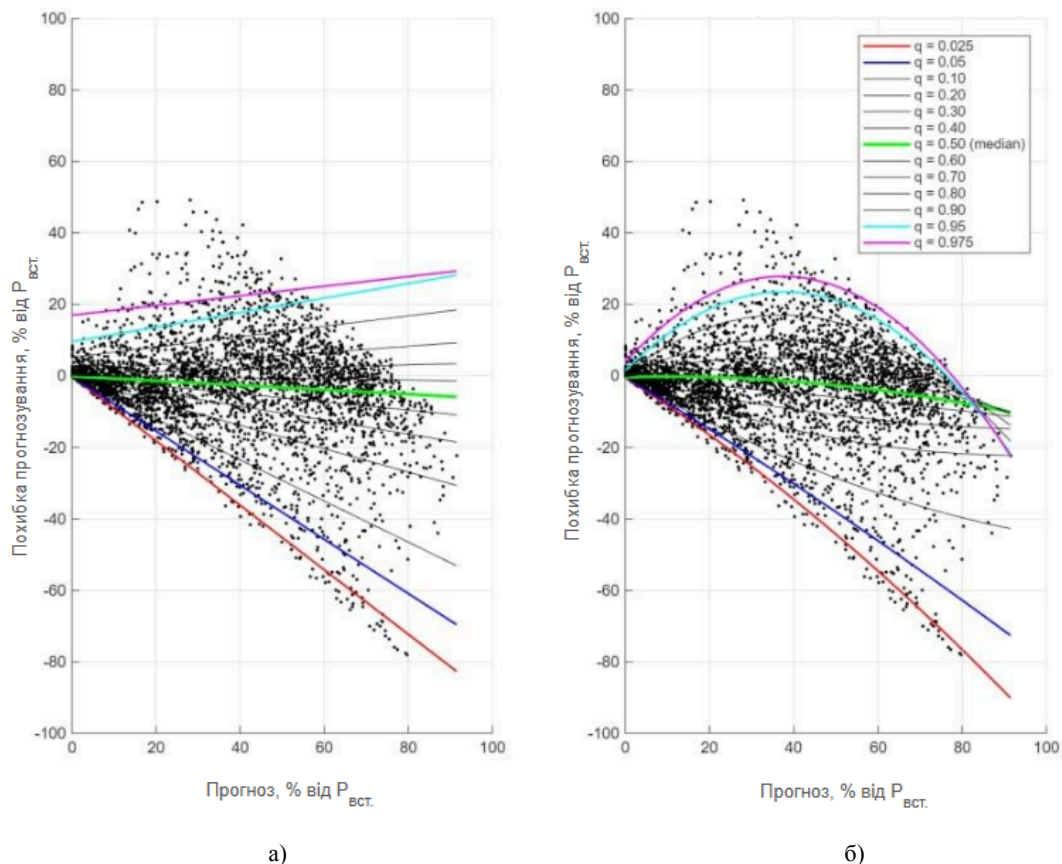 100
80
60
40
20
0
-20
-40
-60
-80
-100
0 20 40 60 80 100
Похибка прогнозування, % від Pвст.
Прогноз, % від Pвст.
а)
100
80
60
40
20
0
-20
-40
-60
-80
-100
0 20 40 60 80 100
Похибка прогнозування, % від Pвст.
Прогноз, % від Pвст.
q = 0.025
q = 0.05
q = 0.10
q = 0.20
q = 0.30
q = 0.40
q = 0.50 (median)
q = 0.60
q = 0.70
q = 0.80
q = 0.90
q = 0.95
q = 0.975
б)